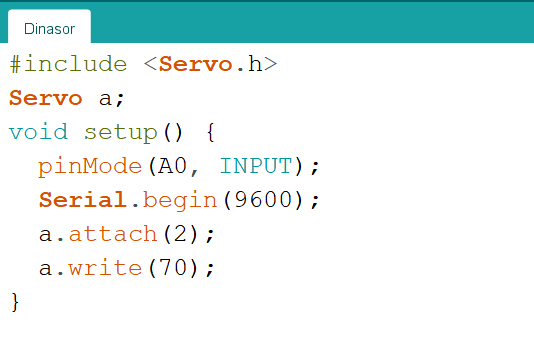 Dinasor
#include <Servo.h>
Servo a;
void setup() {
  pinMode(A0, INPUT);
  Serial.begin(9600);
  a.attach(2);
  a.write(70);
}